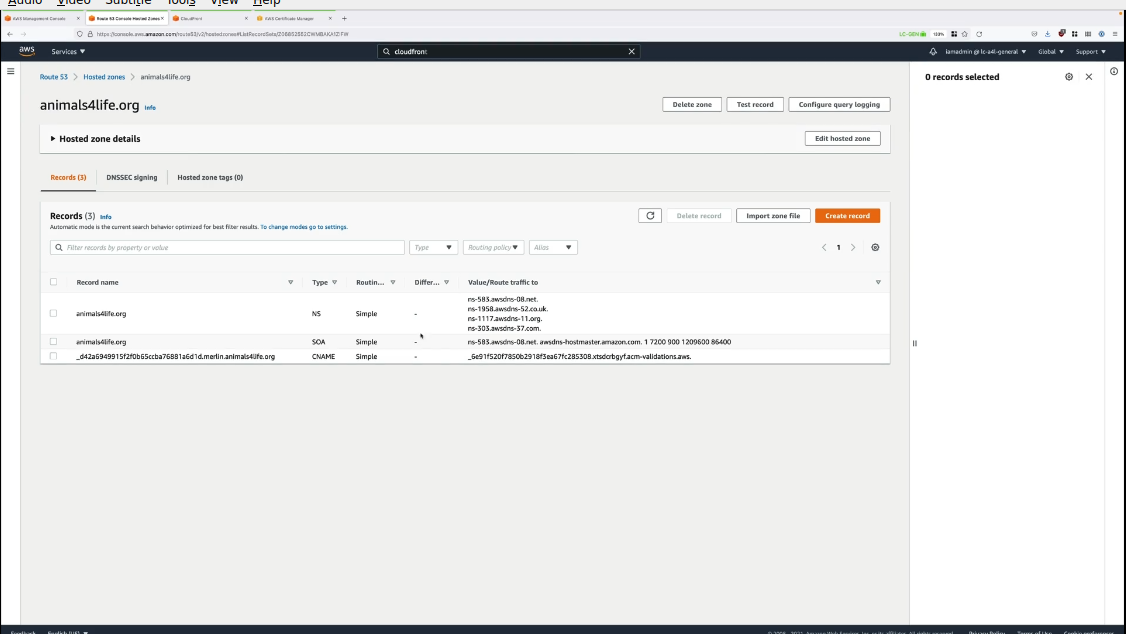 Audio Video Subtitle Tools View Help
AWS Management Console × Route 53 Console Hosted Zones × CloudFront × AWS Certificate Manager × +
https://console.aws.amazon.com/route53/v2/hostedzones#ListRecordSets/ LC-GEN 133%
aws Services ▼ cloudfront × iamadmin @ lc-a4l-general ▼ Global ▼ Support ▼
Route 53 > Hosted zones > animals4life.org
0 records selected
animals4life.org Info
Delete zone Test record Configure query logging
Hosted zone details Edit hosted zone
Records (3) DNSSEC signing Hosted zone tags (0)
Records (3) Info
Delete record Import zone file Create record
Automatic mode is the current search behavior optimized for best filter results. To change modes go to settings.
Filter records by property or value Type ▼ Routing policy ▼ Alias ▼ < 1 >
Record name Type Routin... Differ... Value/Route traffic to
animals4life.org NS Simple -
ns-583.awsdns-08.net.
ns-1958.awsdns-52.co.uk.
ns-1117.awsdns-11.org.
ns-303.awsdns-37.com.
animals4life.org SOA Simple - ns-583.awsdns-08.net. awsdns-hostmaster.amazon.com. 1 7200 900 1209600 86400
_d42a6949915f2f0b65ccba76881a6d1d.merlin.animals4life.org CNAME Simple - _6e91f520f7850b2918f3ea67fc285308.xtsdcrbgyf.acm-validations.aws.
Feedback English (US) ▼ Privacy Policy Terms of Use Cookie preferences